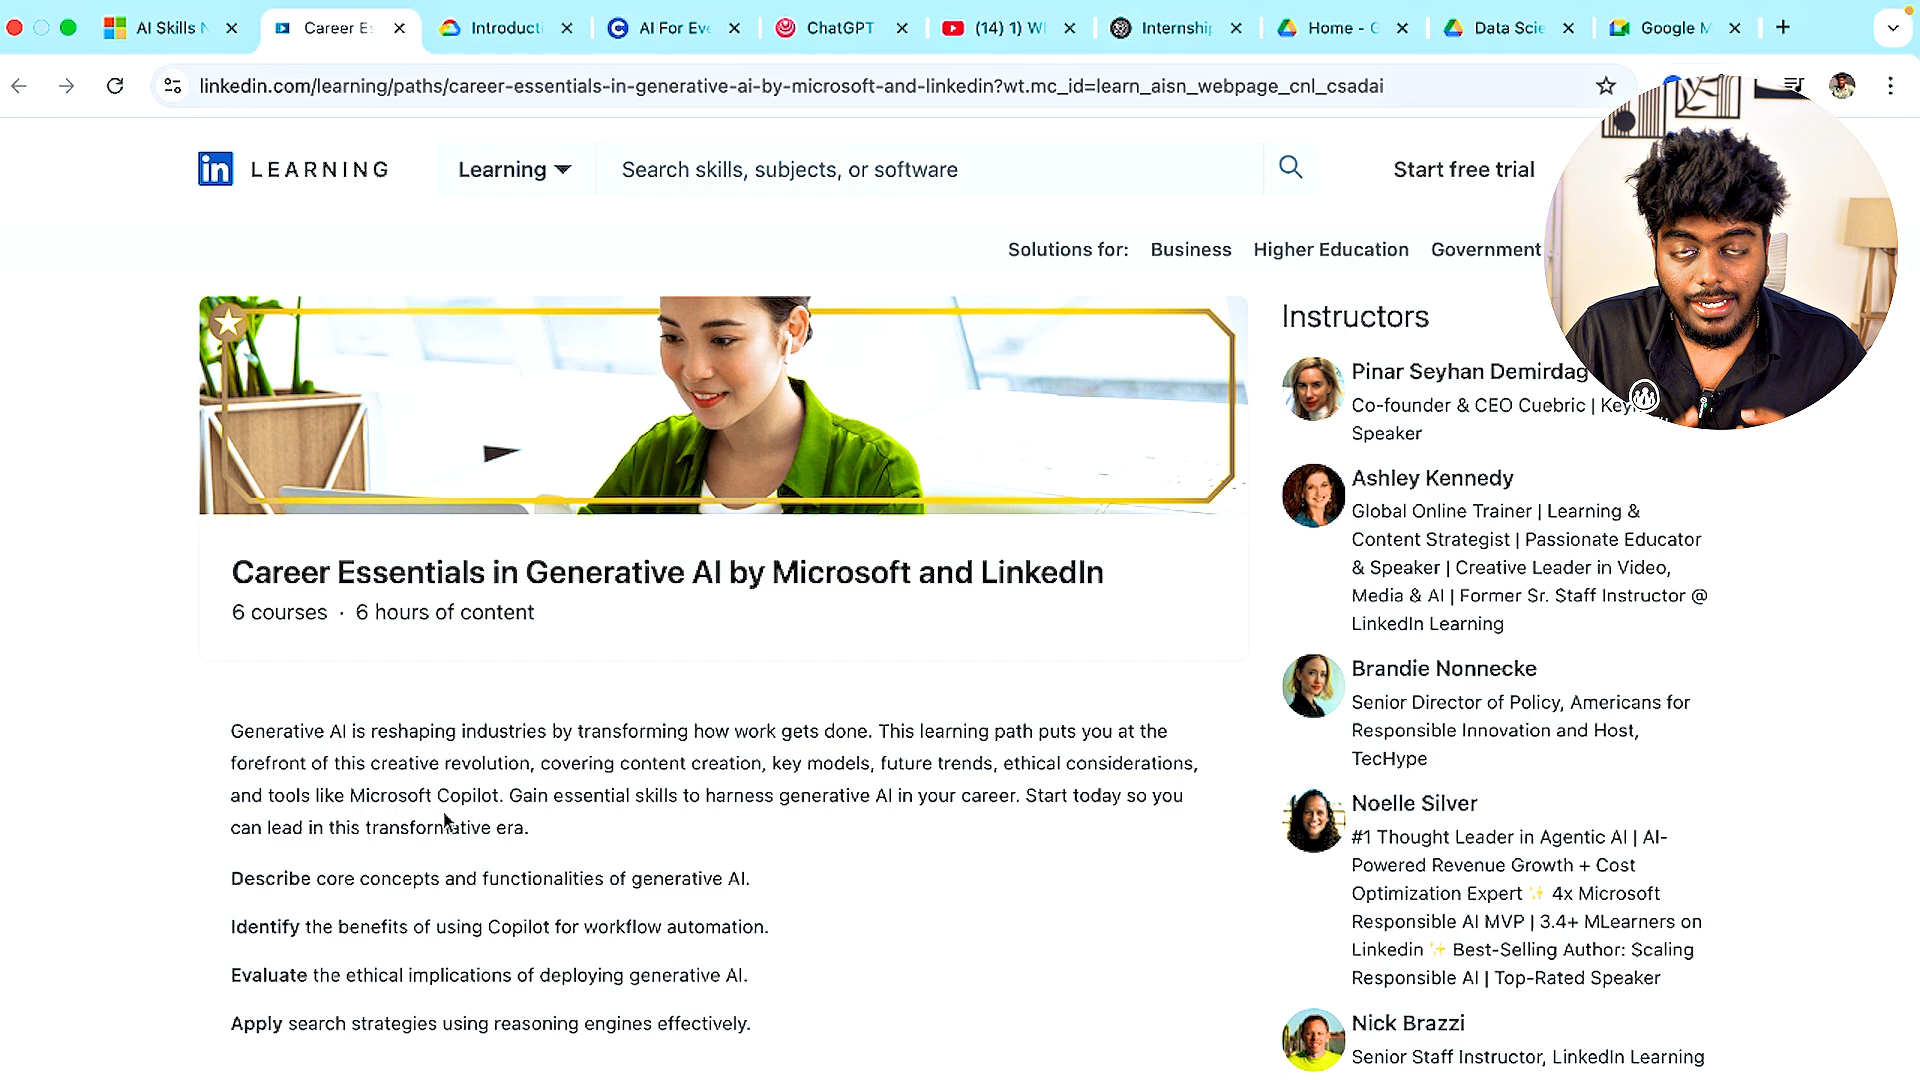 AI Skills N
Career E
Introducti
AI For Ev
ChatGPT
(14) 1) W
Internship
Home - G
Data Scie
Google M
linkedin.com/learning/paths/career-essentials-in-generative-ai-by-microsoft-and-linkedin?wt.mc_id=learn_aisn_webpage_cnl_csadai
in LEARNING
Learning
Search skills, subjects, or software
Start free trial
Solutions for: Business Higher Education Government
Career Essentials in Generative AI by Microsoft and LinkedIn
6 courses · 6 hours of content
Generative AI is reshaping industries by transforming how work gets done. This learning path puts you at the
forefront of this creative revolution, covering content creation, key models, future trends, ethical considerations,
and tools like Microsoft Copilot. Gain essential skills to harness generative AI in your career. Start today so you
can lead in this transformative era.
Describe core concepts and functionalities of generative AI.
Identify the benefits of using Copilot for workflow automation.
Evaluate the ethical implications of deploying generative AI.
Apply search strategies using reasoning engines effectively.
Instructors
Pinar Seyhan Demirdag
Co-founder & CEO Cuebric | Key
Speaker
Ashley Kennedy
Global Online Trainer | Learning &
Content Strategist | Passionate Educator
& Speaker | Creative Leader in Video,
Media & AI | Former Sr. Staff Instructor @
LinkedIn Learning
Brandie Nonnecke
Senior Director of Policy, Americans for
Responsible Innovation and Host,
TecHype
Noelle Silver
#1 Thought Leader in Agentic AI | AI-
Powered Revenue Growth + Cost
Optimization Expert ✨ 4x Microsoft
Responsible AI MVP | 3.4+ MLearners on
Linkedin ✨ Best-Selling Author: Scaling
Responsible AI | Top-Rated Speaker
Nick Brazzi
Senior Staff Instructor, LinkedIn Learning